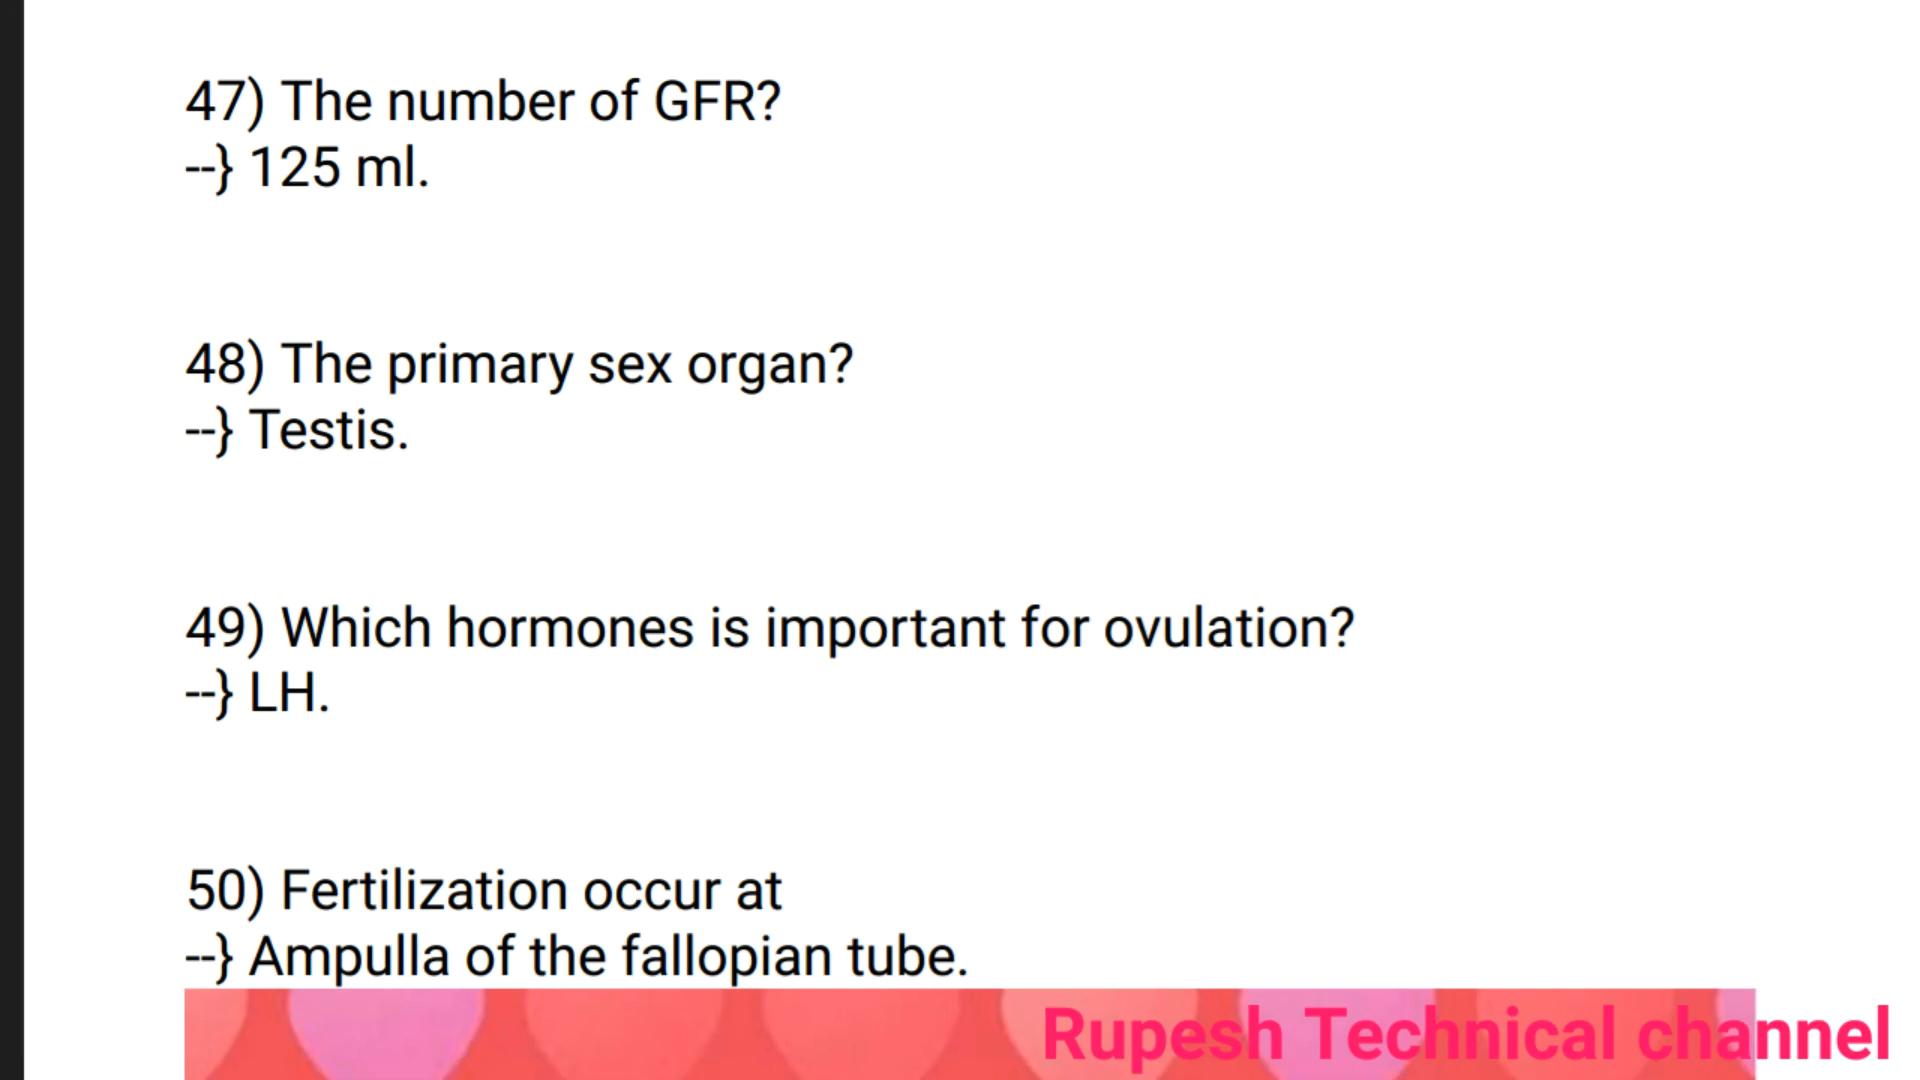 47) The number of GFR?
--} 125 ml.
48) The primary sex organ?
--} Testis.
49) Which hormones is important for ovulation?
--} LH.
50) Fertilization occur at
--} Ampulla of the fallopian tube.
Rupesh Technical channel